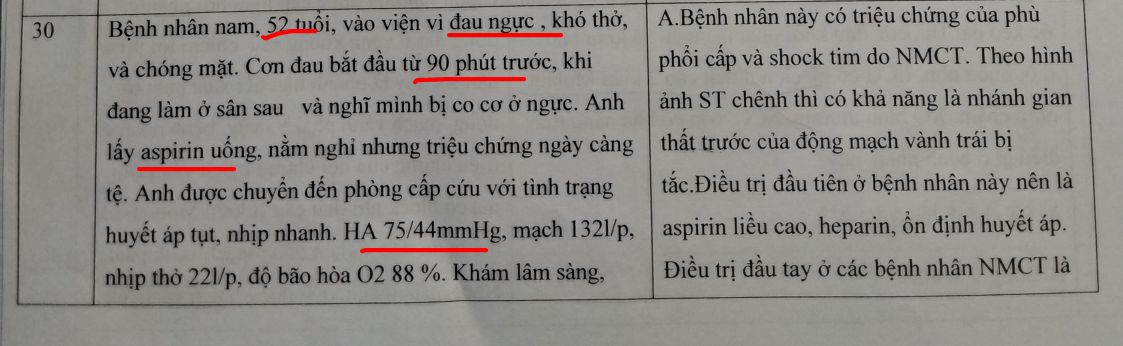 30
Bệnh nhân nam, 52 tuổi, vào viện vì đau ngực , khó thở,
và chóng mặt. Cơn đau bắt đầu từ 90 phút trước, khi
đang làm ở sân sau và nghĩ mình bị co cơ ở ngực. Anh
lấy aspirin uống, nằm nghỉ nhưng triệu chứng ngày càng
tệ. Anh được chuyển đến phòng cấp cứu với tình trạng
huyết áp tụt, nhịp nhanh. HA 75/44mmHg, mạch 132l/p,
nhịp thở 22l/p, độ bão hòa O2 88 %. Khám lâm sàng,
A.Bệnh nhân này có triệu chứng của phù
phổi cấp và shock tim do NMCT. Theo hình
ảnh ST chênh thì có khả năng là nhánh gian
thất trước của động mạch vành trái bị
tắc.Điều trị đầu tiên ở bệnh nhân này nên là
aspirin liều cao, heparin, ổn định huyết áp.
Điều trị đầu tay ở các bệnh nhân NMCT là